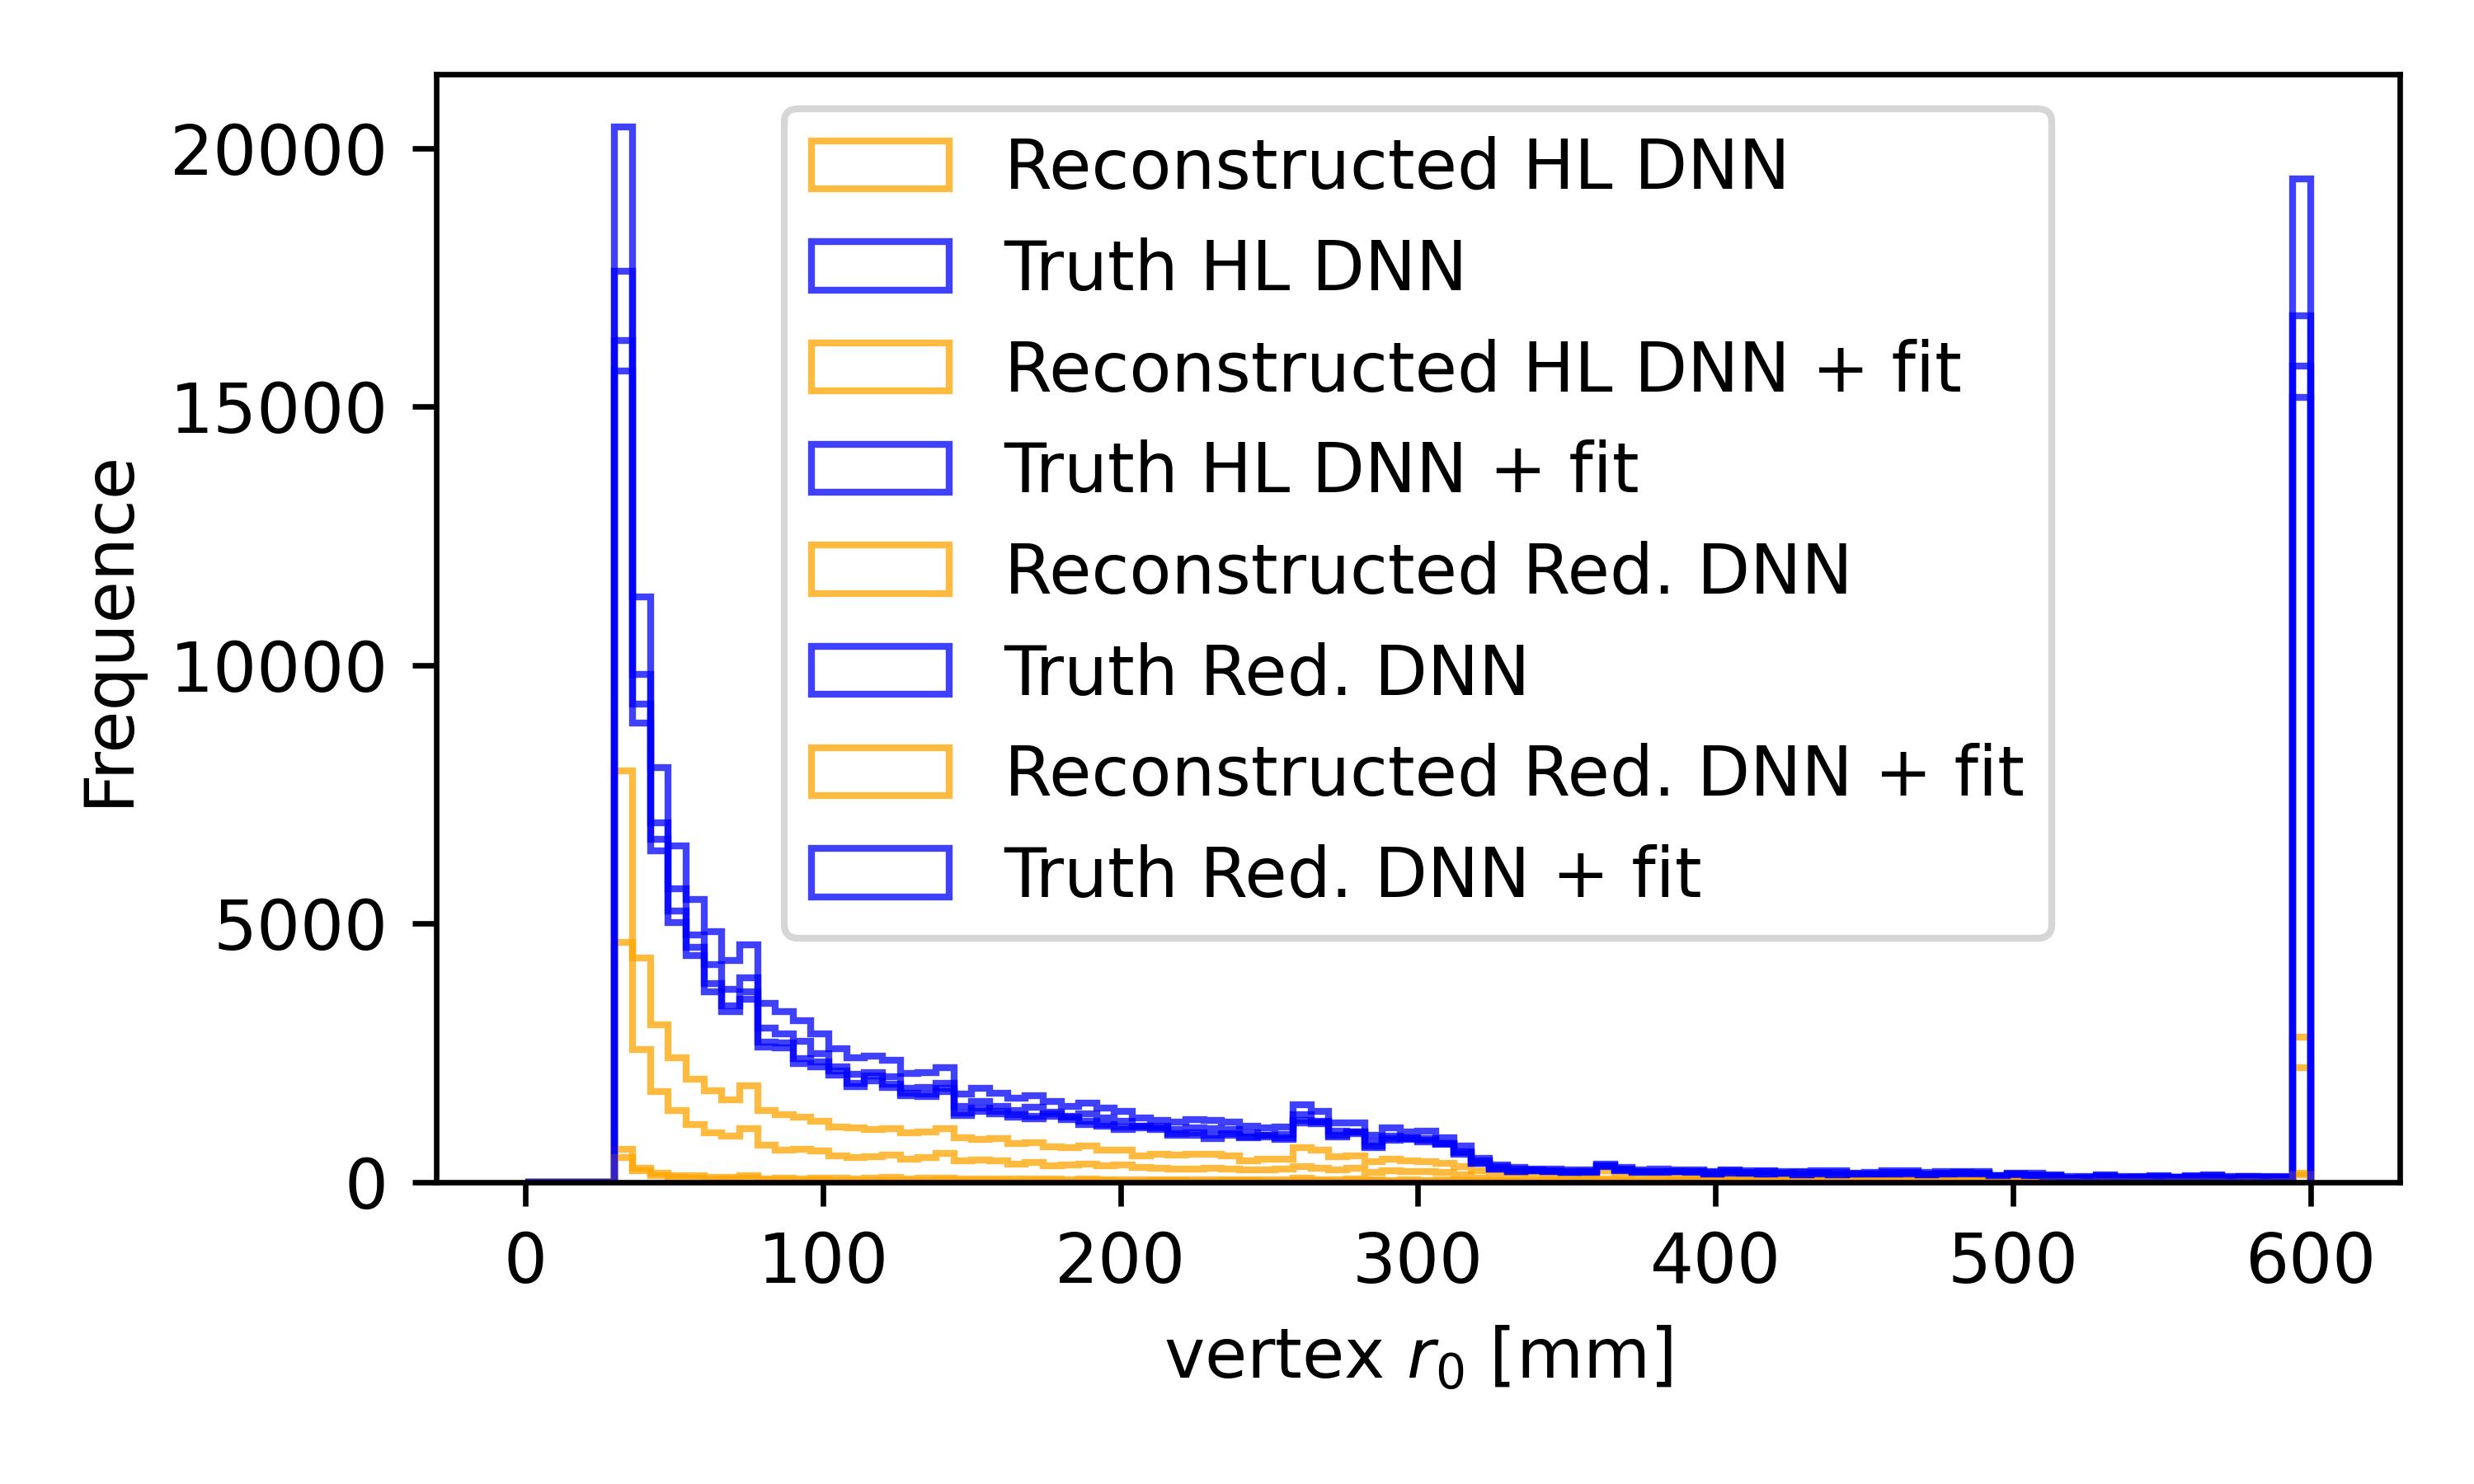 20000
15000
10000
5000
0
Frequence
Reconstructed HL DNN
Truth HL DNN
Reconstructed HL DNN + fit
Truth HL DNN + fit
Reconstructed Red. DNN
Truth Red. DNN
Reconstructed Red. DNN + fit
Truth Red. DNN + fit
0 100 200 300 400 500 600
vertex r₀ [mm]